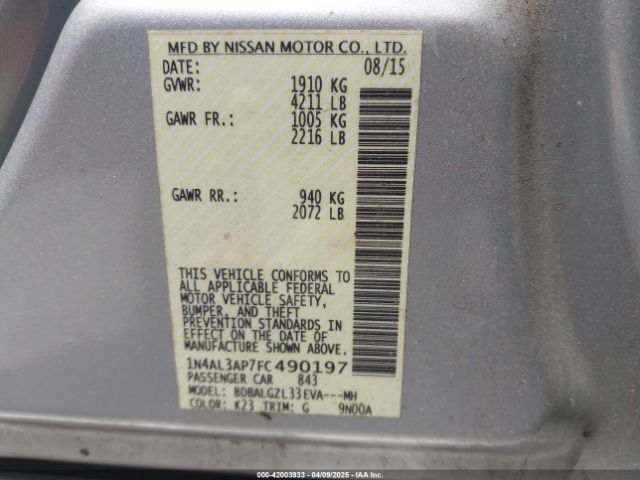 MFD BY NISSAN MOTOR CO., LTD.
DATE: 08/15
GVWR: 1910 KG
4211 LB
GAWR FR.: 1005 KG
2216 LB
GAWR RR.: 940 KG
2072 LB
THIS VEHICLE CONFORMS TO
ALL APPLICABLE FEDERAL
MOTOR VEHICLE SAFETY,
BUMPER, AND THEFT
PREVENTION STANDARDS IN
EFFECT ON THE DATE OF
MANUFACTURE SHOWN ABOVE.
1N4AL3AP7FC490197
PASSENGER CAR 843
MODEL: BDBALGZL33EVA---MH
COLOR: K23 TRIM: G 9N00A
000-42003933 - 04/09/2025 - IAA Inc.